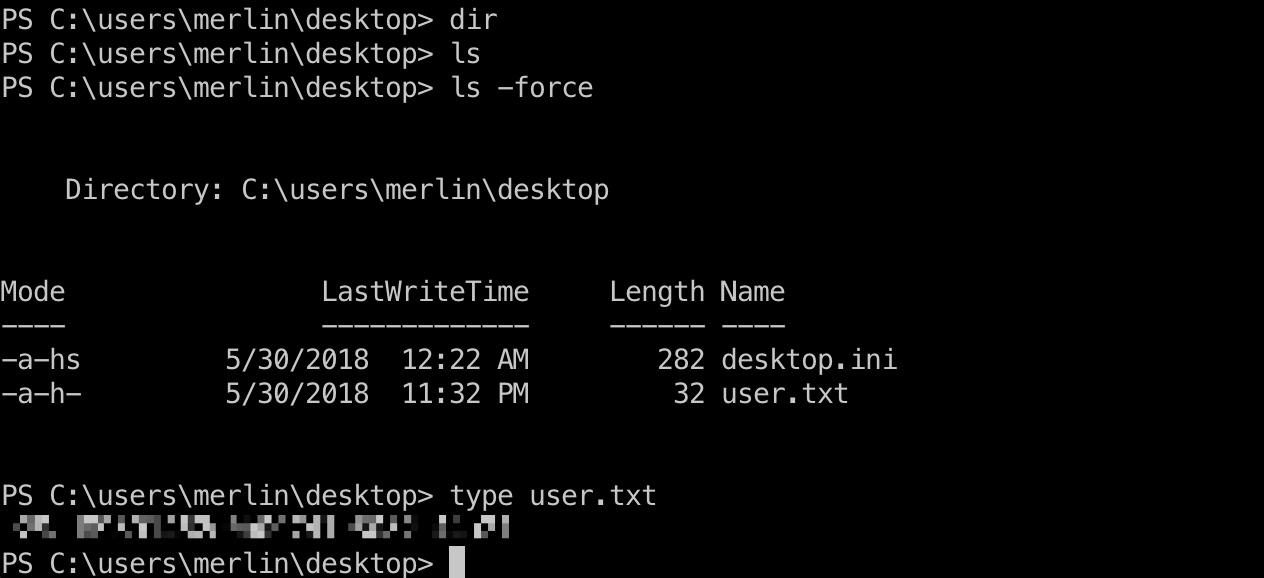 PS C:\users\merlin\desktop> dir
PS C:\users\merlin\desktop> ls
PS C:\users\merlin\desktop> ls -force
Directory: C:\users\merlin\desktop
Mode LastWriteTime Length Name
---- ------------- ------ ----
-a-hs 5/30/2018 12:22 AM 282 desktop.ini
-a-h- 5/30/2018 11:32 PM 32 user.txt
PS C:\users\merlin\desktop> type user.txt
PS C:\users\merlin\desktop>